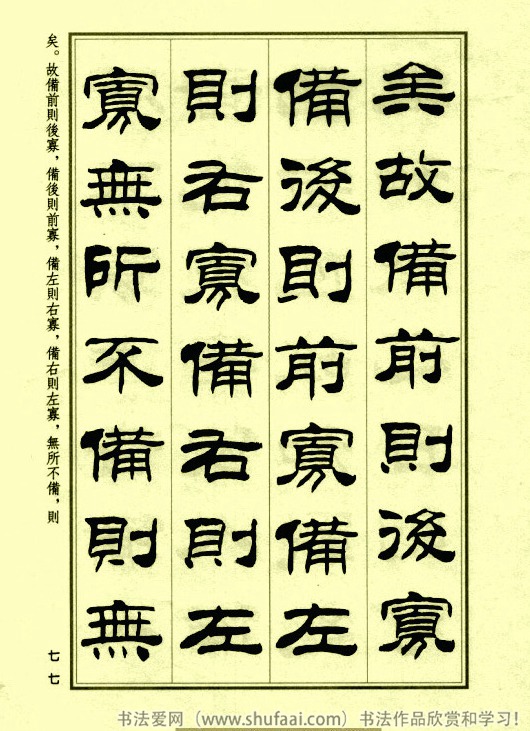 矣故備前則後寡
備後則前寡備左
則右寡備右則左
寡無所不備則無
矣。故備前則後寡，備後則前寡，備左則右寡，備右則左寡，無所不備，則
七七
书法爱网（www.shufaai.com）书法作品欣赏和学习！